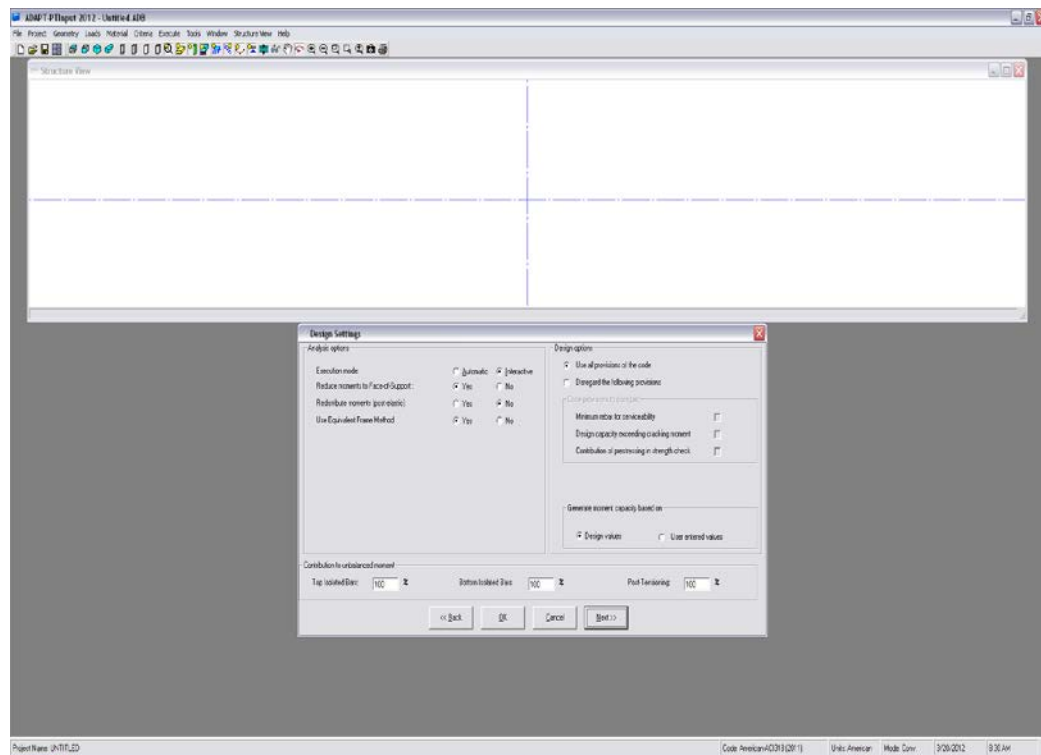 ADAPT-PTInput 2012 - Untitled.ADB
File Project Geometry Loads Material Criteria Execute Tools Window Structure View Help
Structure View
Design Settings
Analysis options
Execution mode: Automatic Interactive
Reduce moments to Face-of-Support : Yes No
Redistribute moments (post-elastic) Yes No
Use Equivalent Frame Method Yes No
Design options
Use all provisions of the code
Disregard the following provisions
Minimum rebar for serviceability
Design capacity exceeding cracking moment
Contribution of prestressing in strength check
Generate moment capacity based on
Design values User entered values
Contribution to unbalanced moment
Top Isolated Bars: 100 % Bottom Isolated Bars: 100 % Post-Tensioning: 100 %
<< Back OK Cancel Next >>
Project Name: UNTITLED Code: American-ACI318 (2011) Units: American Mode: Conv. 3/20/2012 8:30 AM